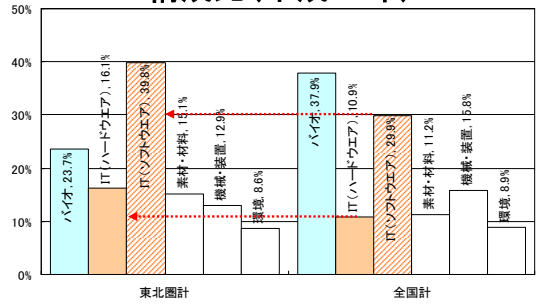 50%
40%
30%
20%
10%
0%
バイオ, 23.7%
IT(ハードウエア), 16.1%
IT(ソフトウエア), 39.8%
素材・材料, 15.1%
機械・装置, 12.9%
環境, 8.6%
バイオ, 37.9%
IT(ハードウエア), 10.9%
IT(ソフトウエア), 29.9%
素材・材料, 11.2%
機械・装置, 15.8%
環境, 8.9%
東北圏計
全国計